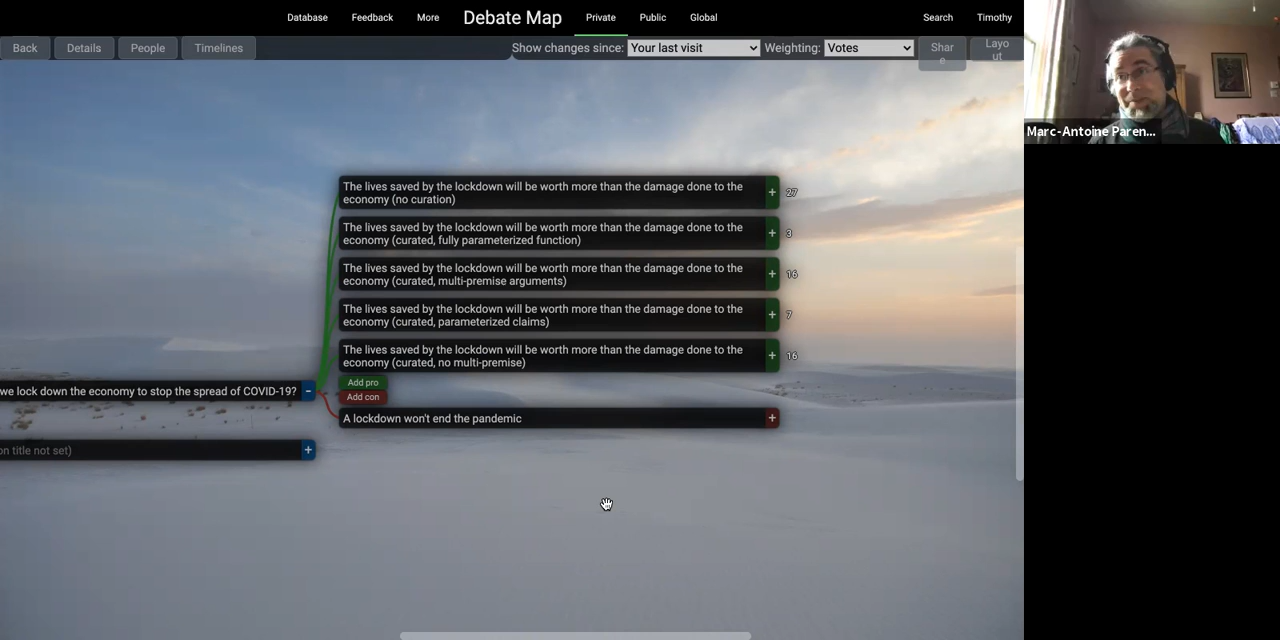 Database
Feedback
More
Debate Map
Private
Public
Global
Search
Timothy
Back
Details
People
Timelines
Show changes since:
Your last visit
Weighting:
Votes
Shar
e
Layo
ut
Marc-Antoine Paren...
The lives saved by the lockdown will be worth more than the damage done to the
economy (no curation)
+
27
The lives saved by the lockdown will be worth more than the damage done to the
economy (curated, fully parameterized function)
+
3
The lives saved by the lockdown will be worth more than the damage done to the
economy (curated, multi-premise arguments)
+
16
The lives saved by the lockdown will be worth more than the damage done to the
economy (curated, parameterized claims)
+
7
The lives saved by the lockdown will be worth more than the damage done to the
economy (curated, no multi-premise)
+
16
we lock down the economy to stop the spread of COVID-19?
-
Add pro
Add con
A lockdown won't end the pandemic
+
on title not set)
+